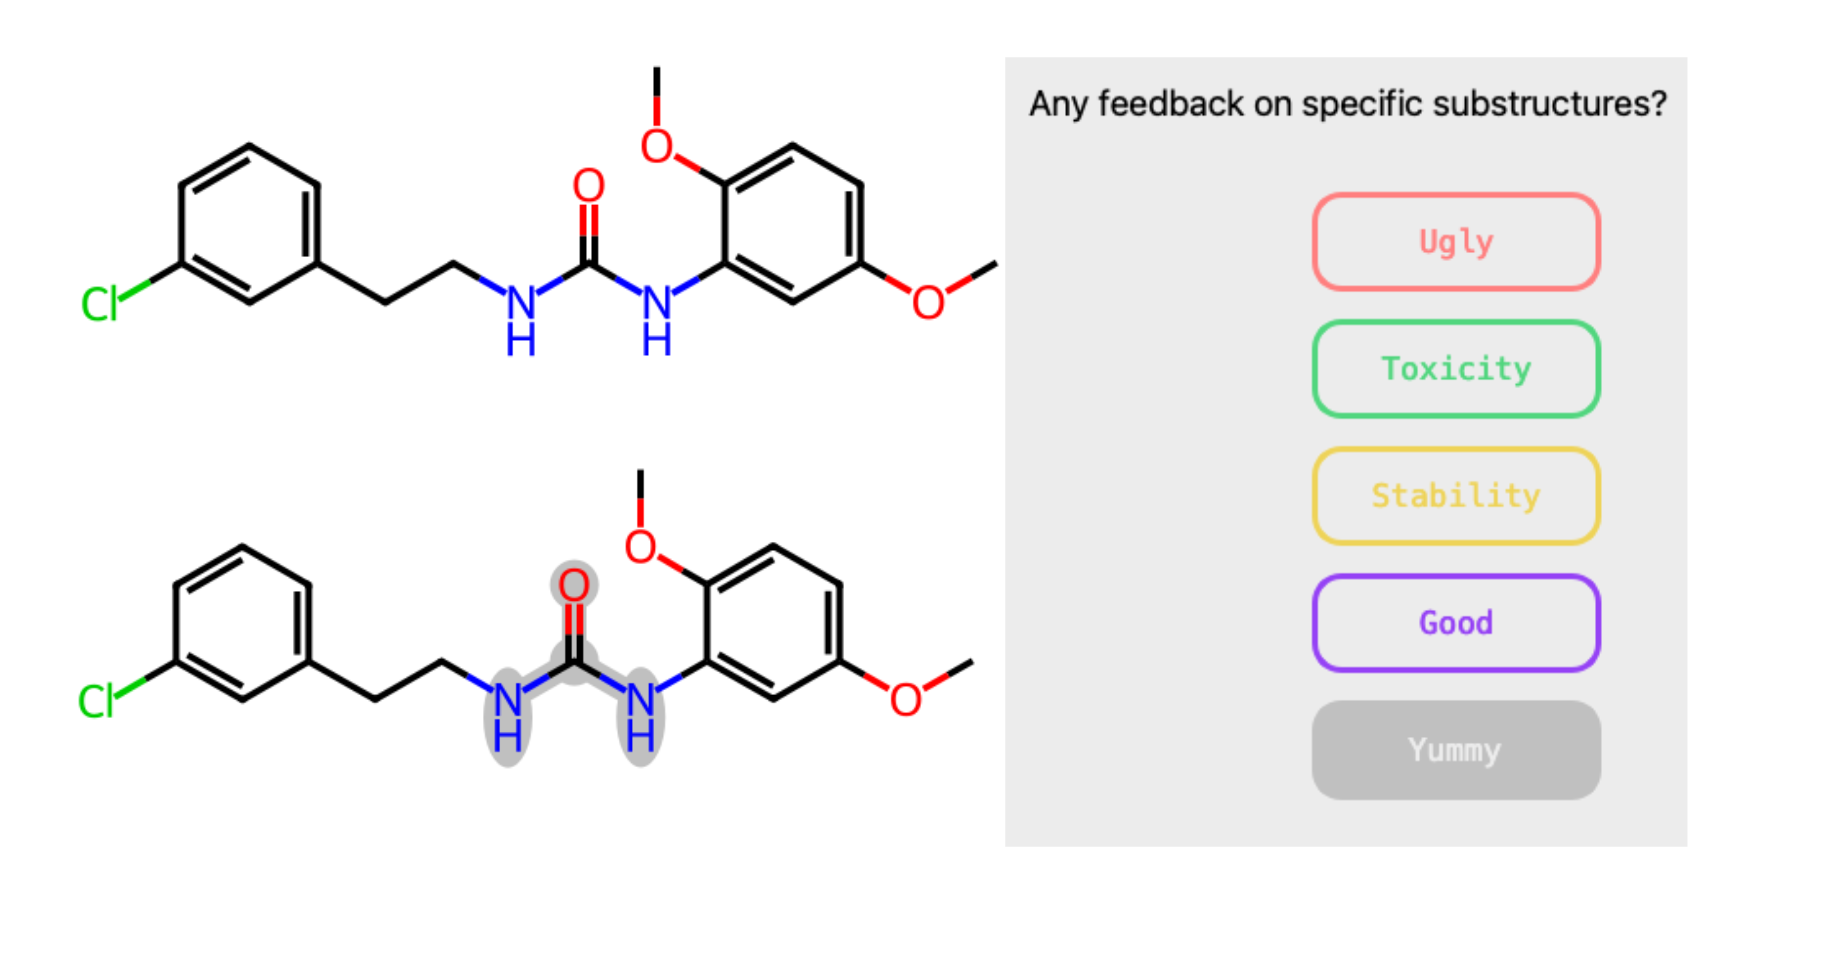 O
O
Cl
N
H
N
H
O
O
O
Cl
N
H
N
H
O
Any feedback on specific substructures?
Ugly
Toxicity
Stability
Good
Yummy